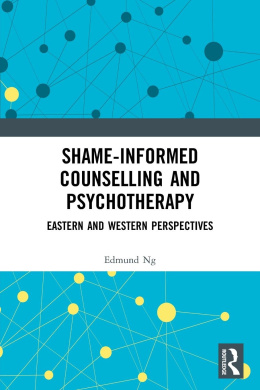 SHAME-INFORMED
COUNSELLING AND
PSYCHOTHERAPY
EASTERN AND WESTERN PERSPECTIVES
Edmund Ng
ROUTLEDGE